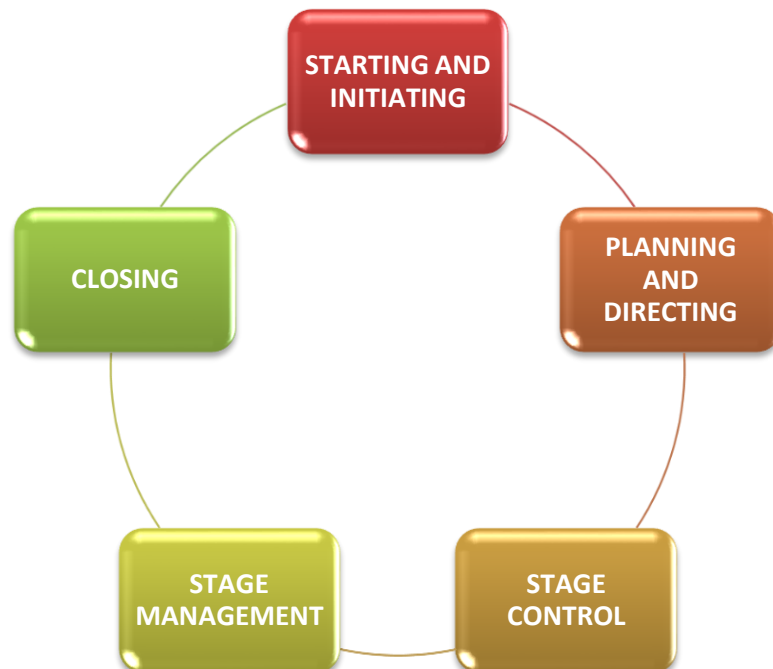 STARTING AND
INITIATING
PLANNING
AND
DIRECTING
STAGE
CONTROL
STAGE
MANAGEMENT
CLOSING